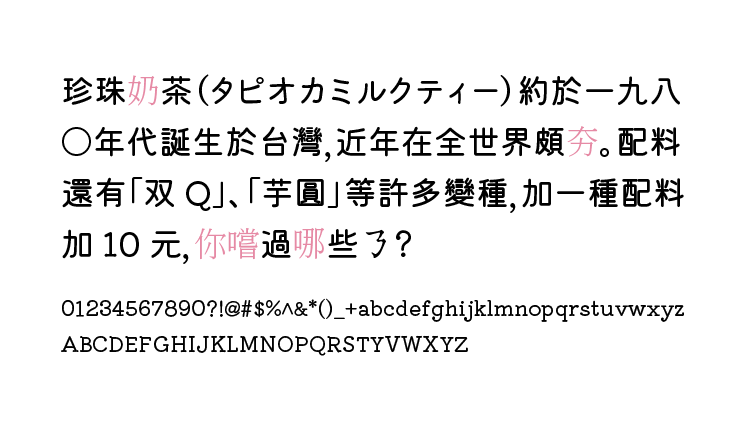 珍珠奶茶（タピオカミルクティー）約於一九八
〇年代誕生於台灣,近年在全世界頗夯。配料
還有「双 Q」、「芋圓」等許多變種,加一種配料
加 10 元,你嚐過哪些ㄋ?
01234567890?!@#$%^&*()_+abcdefghijklmnopqrstuvwxyz
ABCDEFGHIJKLMNOPQRSTYVWXYZ